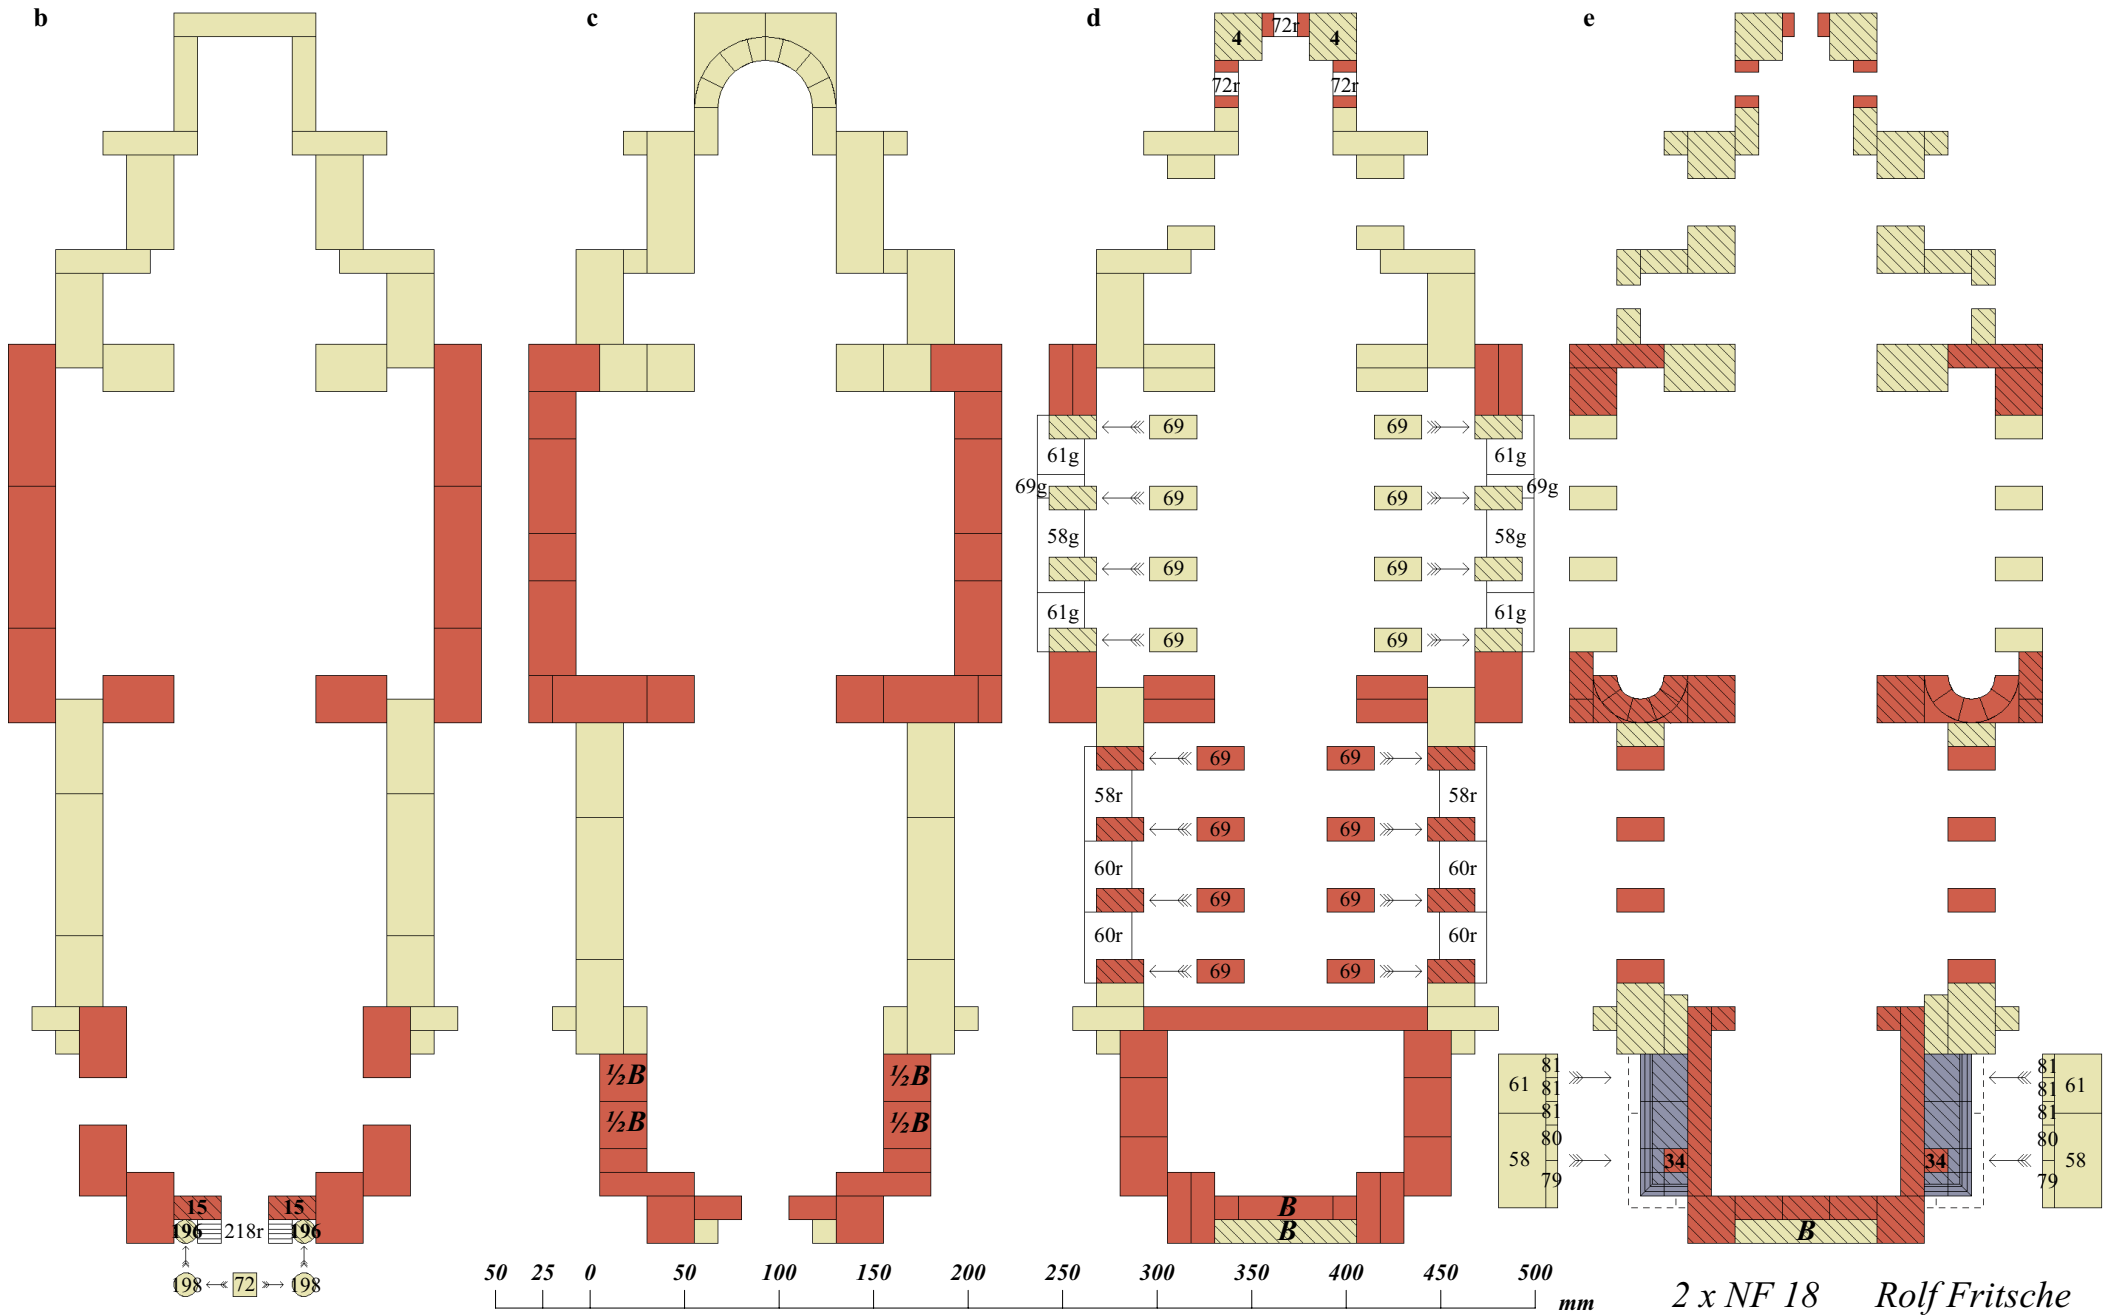 b c d e
4 72r 4
72r 72r
69 69
61g 61g
69g 69 69 69g
58g 58g
69 69
61g 61g
69 69
69 69
58r 58r
69 69
60r 60r
69 69
60r 60r
69 69
½B ½B
½B ½B
61 81 81 61
81 81
81 81
80 80
58 34 34 58
79 79
15 15
196 218r 196
B
B B
198 72 198
50 25 0 50 100 150 200 250 300 350 400 450 500
mm
2 x NF 18 Rolf Fritsche